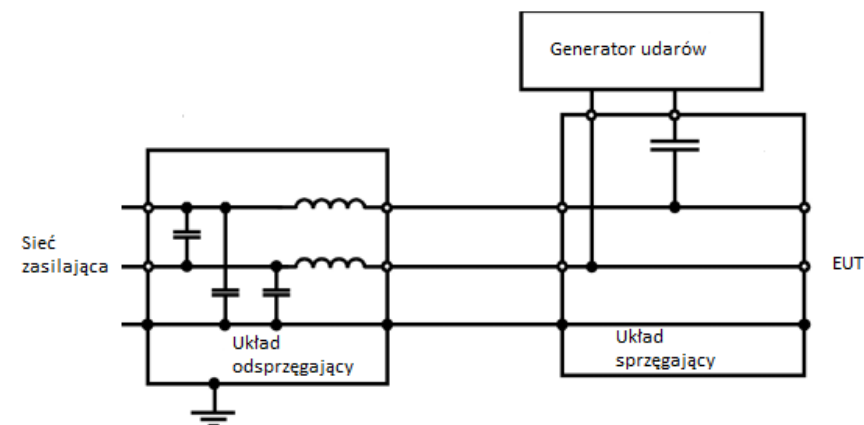 Generator udarów
Sieć
zasilająca
EUT
Układ
odsprzęgający
Układ
sprzęgający